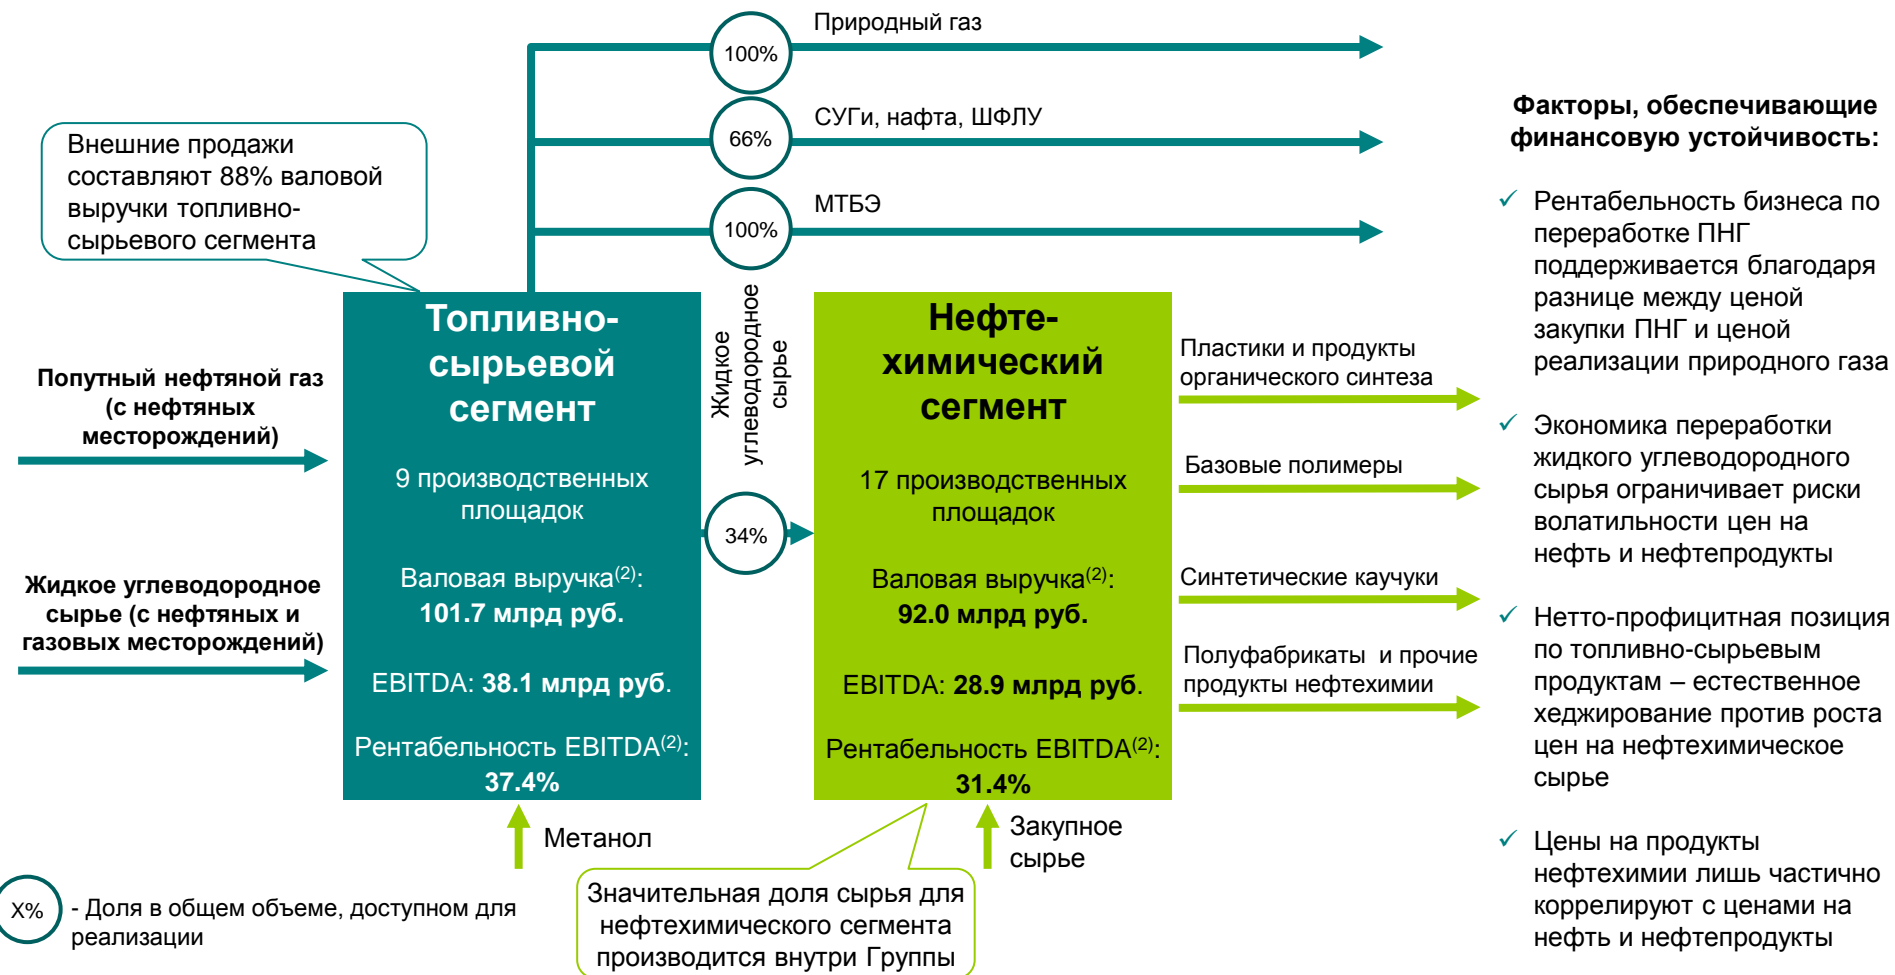 Природный газ
100%
СУГи, нафта, ШФЛУ
66%
МТБЭ
100%
Внешние продажи
составляют 88% валовой
выручки топливно-
сырьевого сегмента
Попутный нефтяной газ
(с нефтяных
месторождений)
Жидкое углеводородное
сырье (с нефтяных и
газовых месторождений)
Топливно-
сырьевой
сегмент
9 производственных
площадок
Валовая выручка(2):
101.7 млрд руб.
EBITDA: 38.1 млрд руб.
Рентабельность EBITDA(2):
37.4%
Метанол
Жидкое
углеводородное
сырье
34%
Нефте-
химический
сегмент
17 производственных
площадок
Валовая выручка(2):
92.0 млрд руб.
EBITDA: 28.9 млрд руб.
Рентабельность EBITDA(2):
31.4%
Закупное
сырье
Значительная доля сырья для
нефтехимического сегмента
производится внутри Группы
Пластики и продукты
органического синтеза
Базовые полимеры
Синтетические каучуки
Полуфабрикаты и прочие
продукты нефтехимии
Факторы, обеспечивающие
финансовую устойчивость:
✓ Рентабельность бизнеса по
переработке ПНГ
поддерживается благодаря
разнице между ценой
закупки ПНГ и ценой
реализации природного газа
✓ Экономика переработки
жидкого углеводородного
сырья ограничивает риски
волатильности цен на
нефть и нефтепродукты
✓ Нетто-профицитная позиция
по топливно-сырьевым
продуктам – естественное
хеджирование против роста
цен на нефтехимическое
сырье
✓ Цены на продукты
нефтехимии лишь частично
коррелируют с ценами на
нефть и нефтепродукты
X%
- Доля в общем объеме, доступном для
реализации